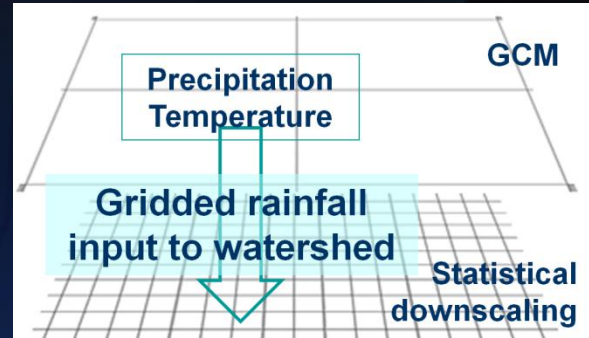 GCM
Precipitation
Temperature
Gridded rainfall
input to watershed
Statistical
downscaling